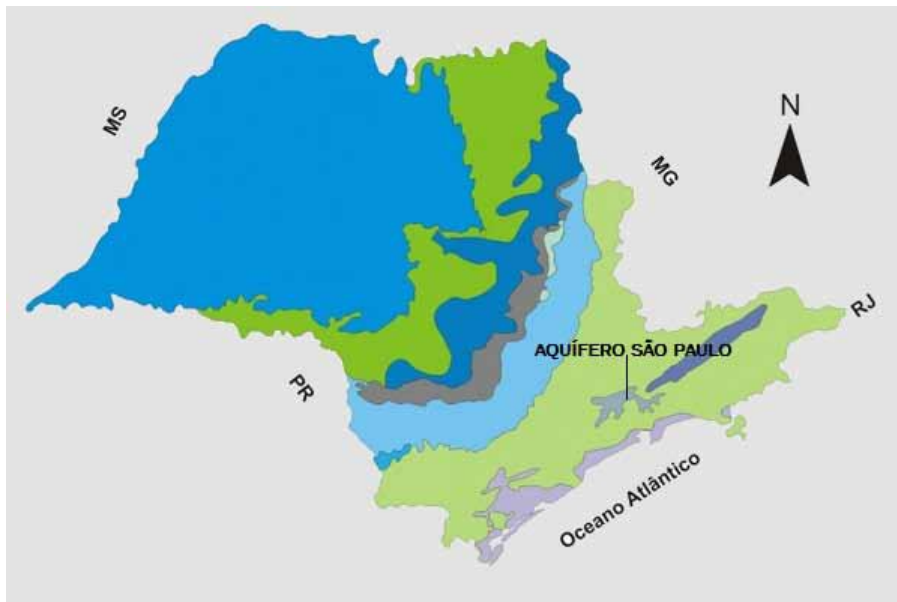 MS
N
MG
RJ
AQUÍFERO SÃO PAULO
PR
Oceano Atlântico